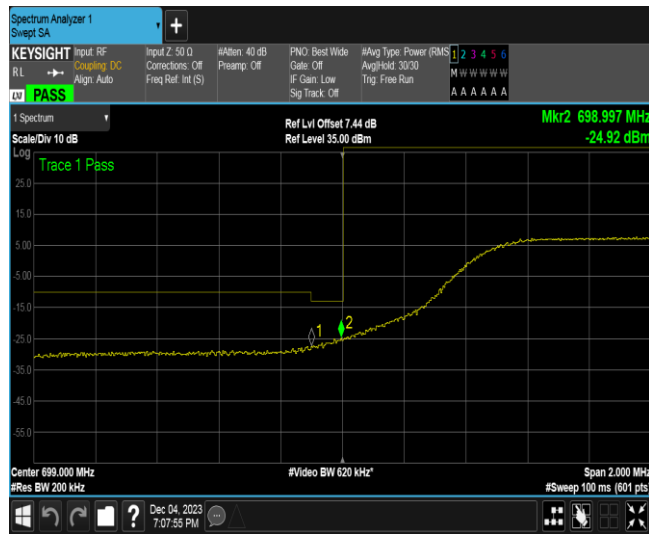 Spectrum Analyzer 1
Swept SA
+
KEYSIGHT
RL
LXI
PASS
Input: RF
Coupling: DC
Align: Auto
Input Z: 50 Ω
Corrections: Off
Freq Ref: Int (S)
#Atten: 40 dB
Preamp: Off
PNO: Best Wide
Gate: Off
IF Gain: Low
Sig Track: Off
#Avg Type: Power (RMS
Avg|Hold: 30/30
Trig: Free Run
1 2 3 4 5 6
M W W W W W
A A A A A A
1 Spectrum
Scale/Div 10 dB
Log
Ref Lvl Offset 7.44 dB
Ref Level 35.00 dBm
Mkr2 698.997 MHz
-24.92 dBm
Trace 1 Pass
25.0
15.0
5.00
-5.00
-15.0
-25.0
-35.0
-45.0
-55.0
1
2
Center 699.000 MHz
#Video BW 620 kHz*
Span 2.000 MHz
#Res BW 200 kHz
#Sweep 100 ms (601 pts
?
Dec 04, 2023
7:07:55 PM